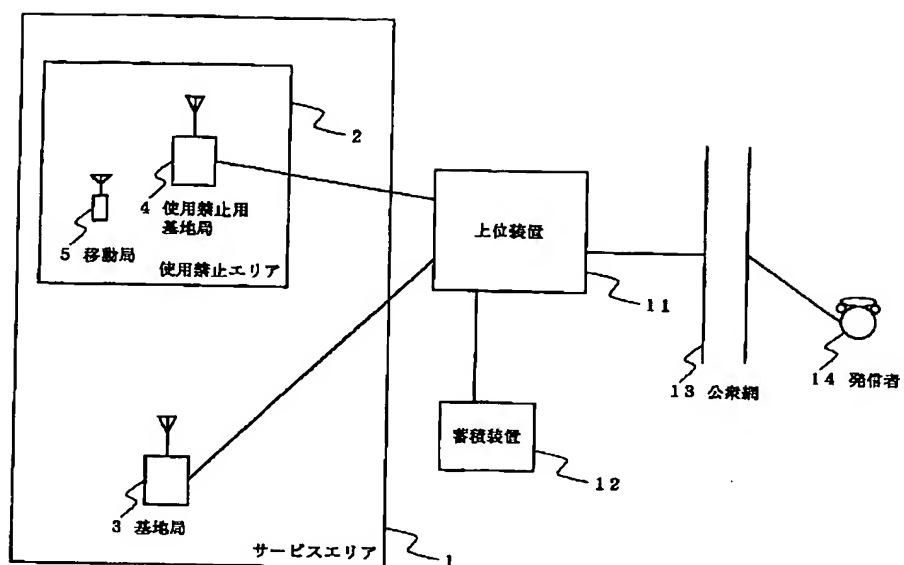 2
4 使用禁止用
基地局
5 移動局
使用禁止エリア
上位装置
11
13 公衆網
14 発信者
蓄積装置
12
3 基地局
サービスエリア
1